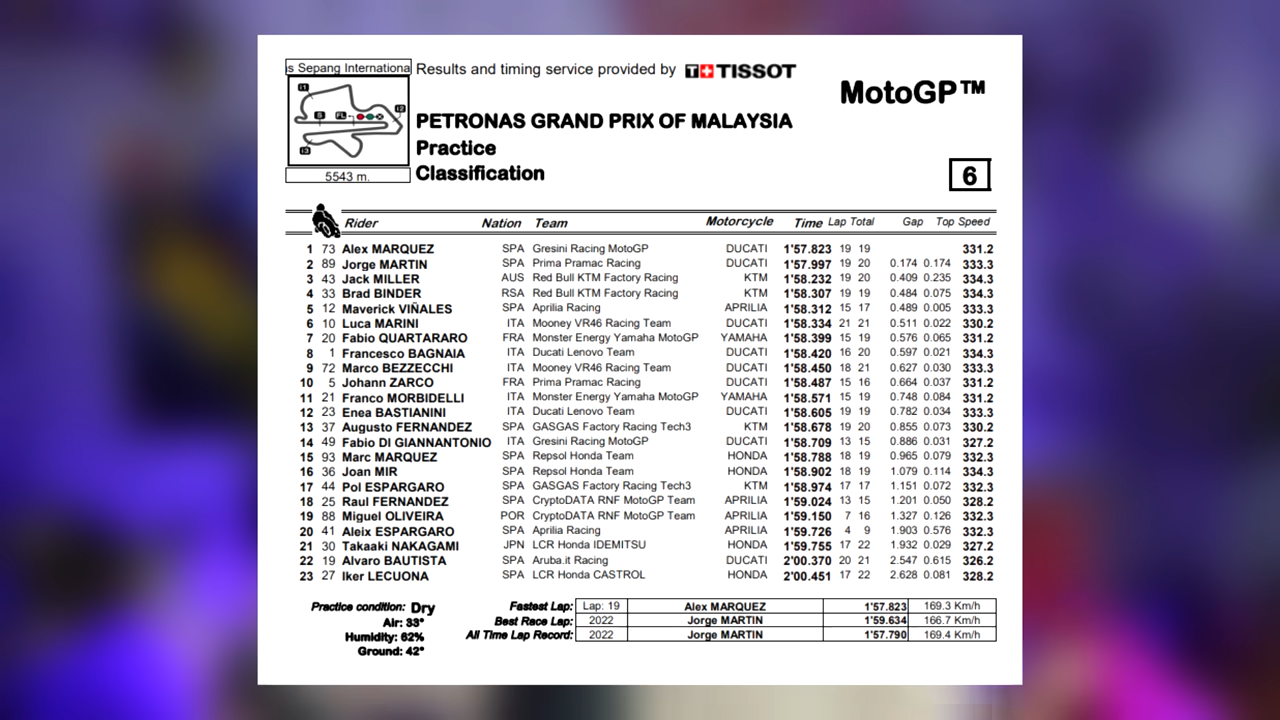 s Sepang Internationa
Results and timing service provided by T+TISSOT
MotoGP™
I1
I2
S
FL
I3
PETRONAS GRAND PRIX OF MALAYSIA
Practice
5543 m.
Classification
6
Rider Nation Team Motorcycle Time Lap Total Gap Top Speed
1 73 Alex MARQUEZ SPA Gresini Racing MotoGP DUCATI 1'57.823 19 19 331.2
2 89 Jorge MARTIN SPA Prima Pramac Racing DUCATI 1'57.997 19 20 0.174 0.174 333.3
3 43 Jack MILLER AUS Red Bull KTM Factory Racing KTM 1'58.232 19 20 0.409 0.235 334.3
4 33 Brad BINDER RSA Red Bull KTM Factory Racing KTM 1'58.307 19 19 0.484 0.075 334.3
5 12 Maverick VIÑALES SPA Aprilia Racing APRILIA 1'58.312 15 17 0.489 0.005 333.3
6 10 Luca MARINI ITA Mooney VR46 Racing Team DUCATI 1'58.334 21 21 0.511 0.022 330.2
7 20 Fabio QUARTARARO FRA Monster Energy Yamaha MotoGP YAMAHA 1'58.399 15 19 0.576 0.065 331.2
8 1 Francesco BAGNAIA ITA Ducati Lenovo Team DUCATI 1'58.420 16 20 0.597 0.021 334.3
9 72 Marco BEZZECCHI ITA Mooney VR46 Racing Team DUCATI 1'58.450 18 21 0.627 0.030 333.3
10 5 Johann ZARCO FRA Prima Pramac Racing DUCATI 1'58.487 15 16 0.664 0.037 331.2
11 21 Franco MORBIDELLI ITA Monster Energy Yamaha MotoGP YAMAHA 1'58.571 15 19 0.748 0.084 331.2
12 23 Enea BASTIANINI ITA Ducati Lenovo Team DUCATI 1'58.605 19 19 0.782 0.034 333.3
13 37 Augusto FERNANDEZ SPA GASGAS Factory Racing Tech3 KTM 1'58.678 19 20 0.855 0.073 330.2
14 49 Fabio DI GIANNANTONIO ITA Gresini Racing MotoGP DUCATI 1'58.709 13 15 0.886 0.031 327.2
15 93 Marc MARQUEZ SPA Repsol Honda Team HONDA 1'58.788 18 19 0.965 0.079 332.3
16 36 Joan MIR SPA Repsol Honda Team HONDA 1'58.902 18 19 1.079 0.114 334.3
17 44 Pol ESPARGARO SPA GASGAS Factory Racing Tech3 KTM 1'58.974 17 17 1.151 0.072 332.3
18 25 Raul FERNANDEZ SPA CryptoDATA RNF MotoGP Team APRILIA 1'59.024 13 15 1.201 0.050 328.2
19 88 Miguel OLIVEIRA POR CryptoDATA RNF MotoGP Team APRILIA 1'59.150 7 16 1.327 0.126 332.3
20 41 Aleix ESPARGARO SPA Aprilia Racing APRILIA 1'59.726 4 9 1.903 0.576 332.3
21 30 Takaaki NAKAGAMI JPN LCR Honda IDEMITSU HONDA 1'59.755 17 22 1.932 0.029 327.2
22 19 Alvaro BAUTISTA SPA Aruba.it Racing DUCATI 2'00.370 20 21 2.547 0.615 326.2
23 27 Iker LECUONA SPA LCR Honda CASTROL HONDA 2'00.451 17 22 2.628 0.081 328.2
Practice condition: Dry
Air: 33°
Humidity: 62%
Ground: 42°
Fastest Lap: Lap: 19 Alex MARQUEZ 1'57.823 169.3 Km/h
Best Race Lap: 2022 Jorge MARTIN 1'59.634 166.7 Km/h
All Time Lap Record: 2022 Jorge MARTIN 1'57.790 169.4 Km/h